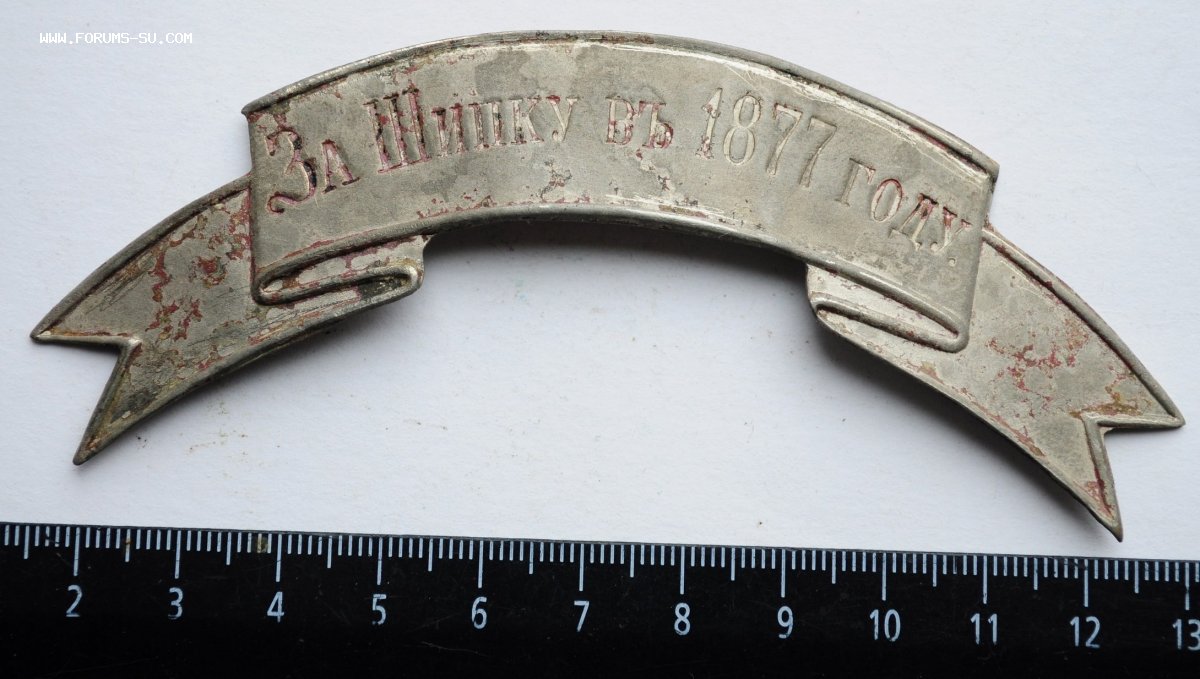 WWW.FORUMS-SU.COM
За Шипку въ 1877 году.
2 3 4 5 6 7 8 9 10 11 12 13